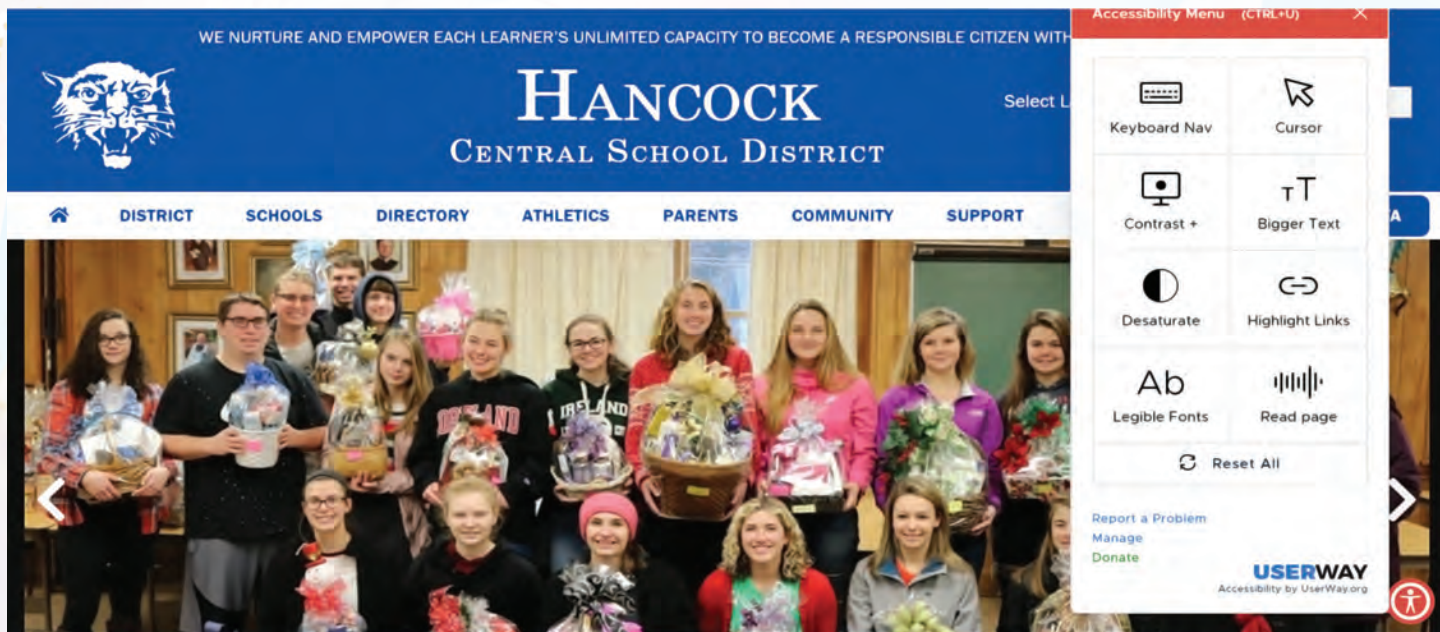 Accessibility Menu (CTRL+U)
WE NURTURE AND EMPOWER EACH LEARNER'S UNLIMITED CAPACITY TO BECOME A RESPONSIBLE CITIZEN WITH
HANCOCK
CENTRAL SCHOOL DISTRICT
Select L
DISTRICT SCHOOLS DIRECTORY ATHLETICS PARENTS COMMUNITY SUPPORT
Keyboard Nav Cursor
Contrast + Bigger Text
Desaturate Highlight Links
Ab
Legible Fonts Read page
Reset All
Report a Problem
Manage
Donate
USERWAY
Accessibility by UserWay.org
IRELAND
IRELAND